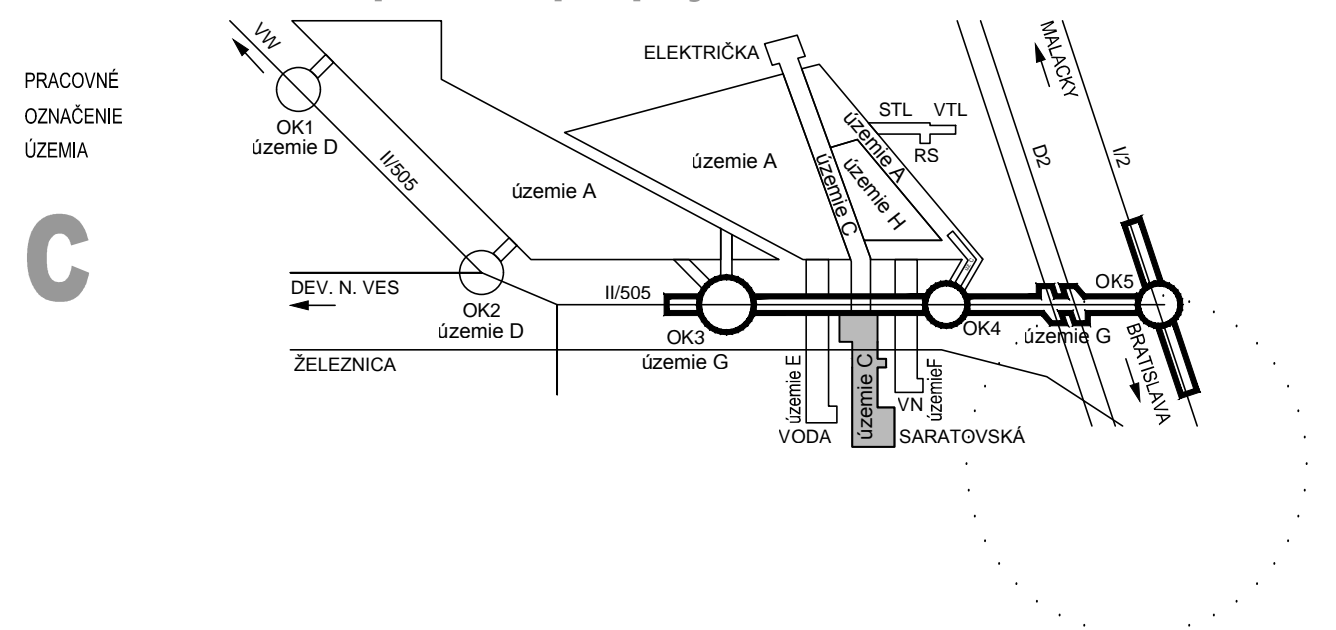 PRACOVNÉ
OZNAČENIE
ÚZEMIA
C
VW
OK1
územie D
II/505
územie A
ELEKTRIČKA
územie A
územie C
územie A
územie H
STL VTL
RS
D2
MALACKY
I/2
DEV. N. VES
OK2
územie D
II/505
OK3
územie G
ŽELEZNICA
OK4
územie G
OK5
BRATISLAVA
územie E
VODA
územie C
VN
územieF
SARATOVSKÁ